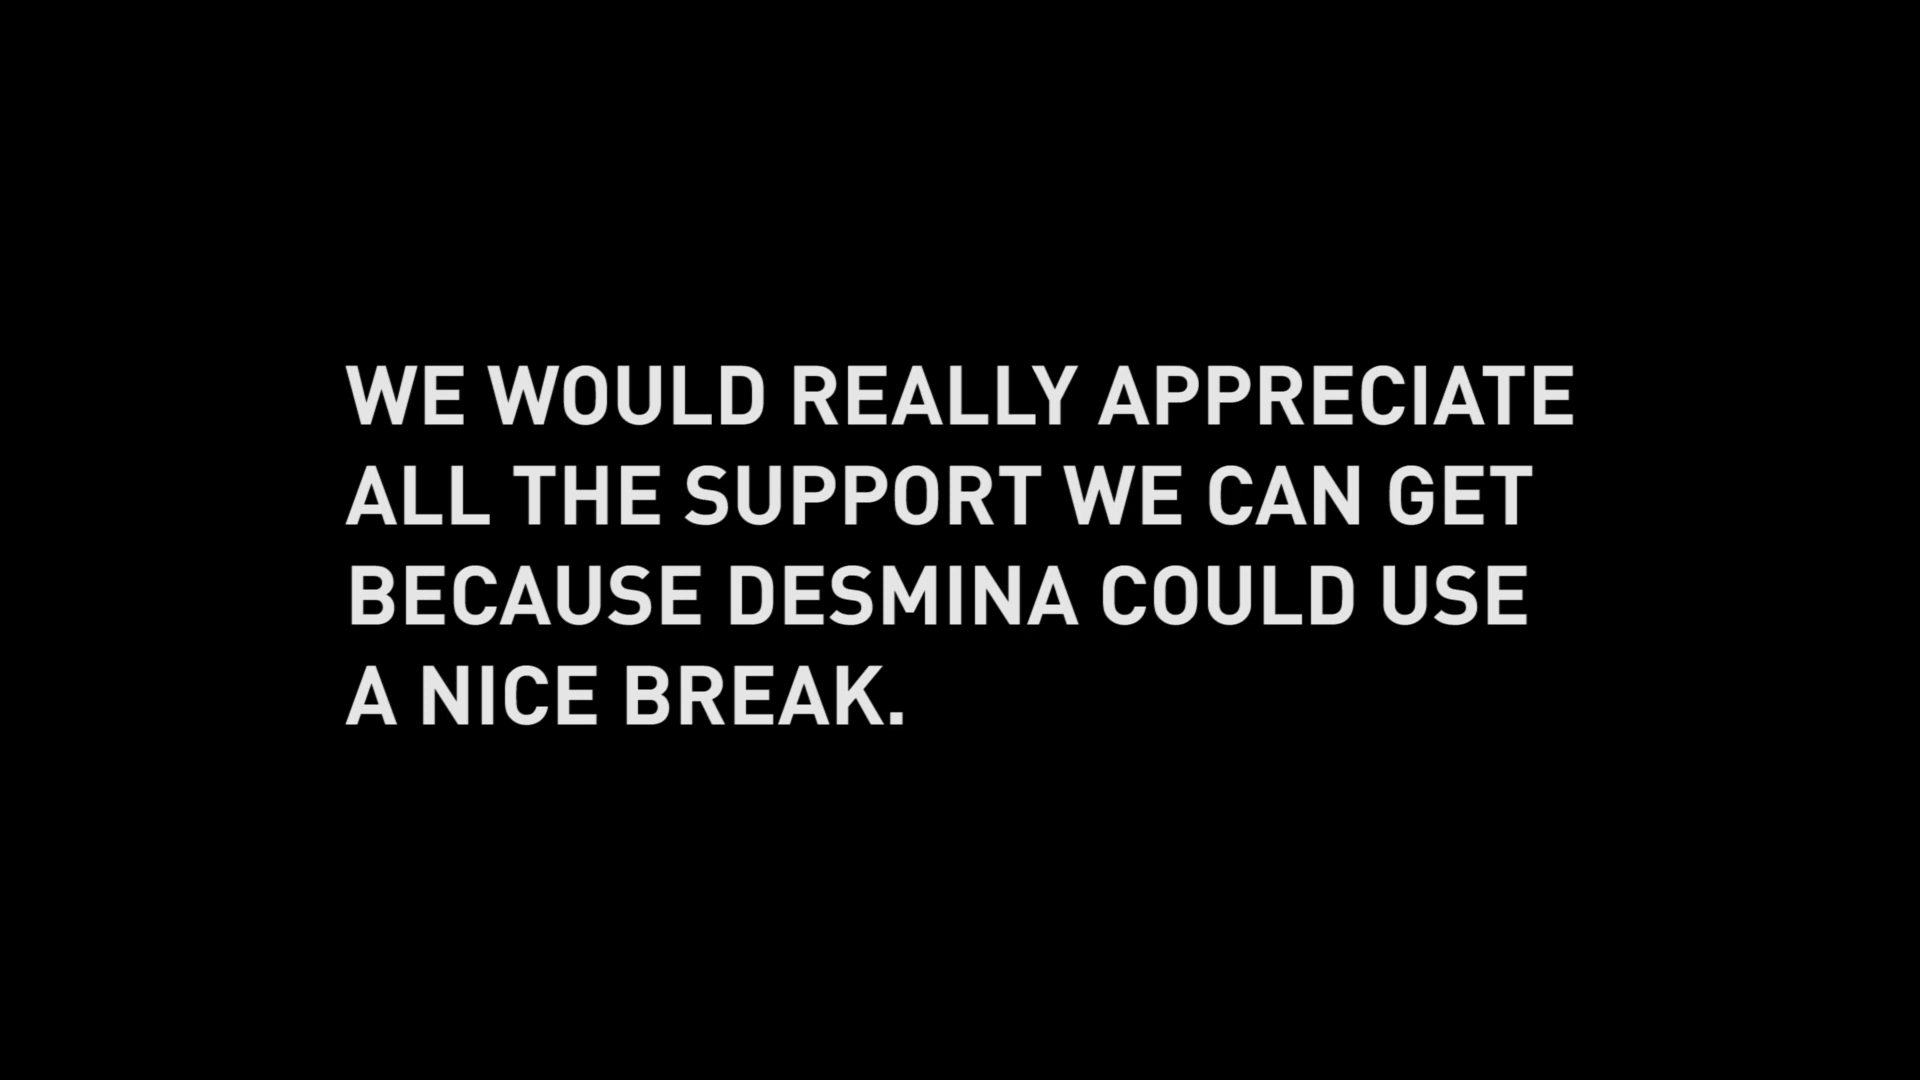 WE WOULD REALLY APPRECIATE
ALL THE SUPPORT WE CAN GET
BECAUSE DESMINA COULD USE
A NICE BREAK.